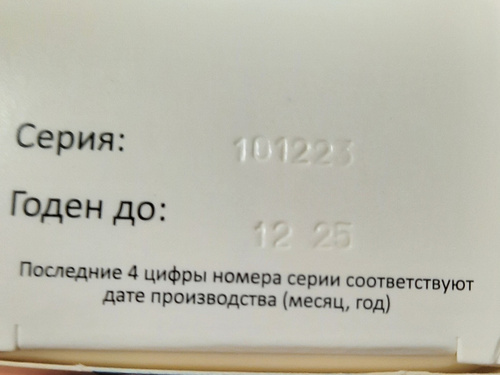 Серия: 101223
Годен до: 12 25
Последние 4 цифры номера серии соответствуют
дате производства (месяц, год)